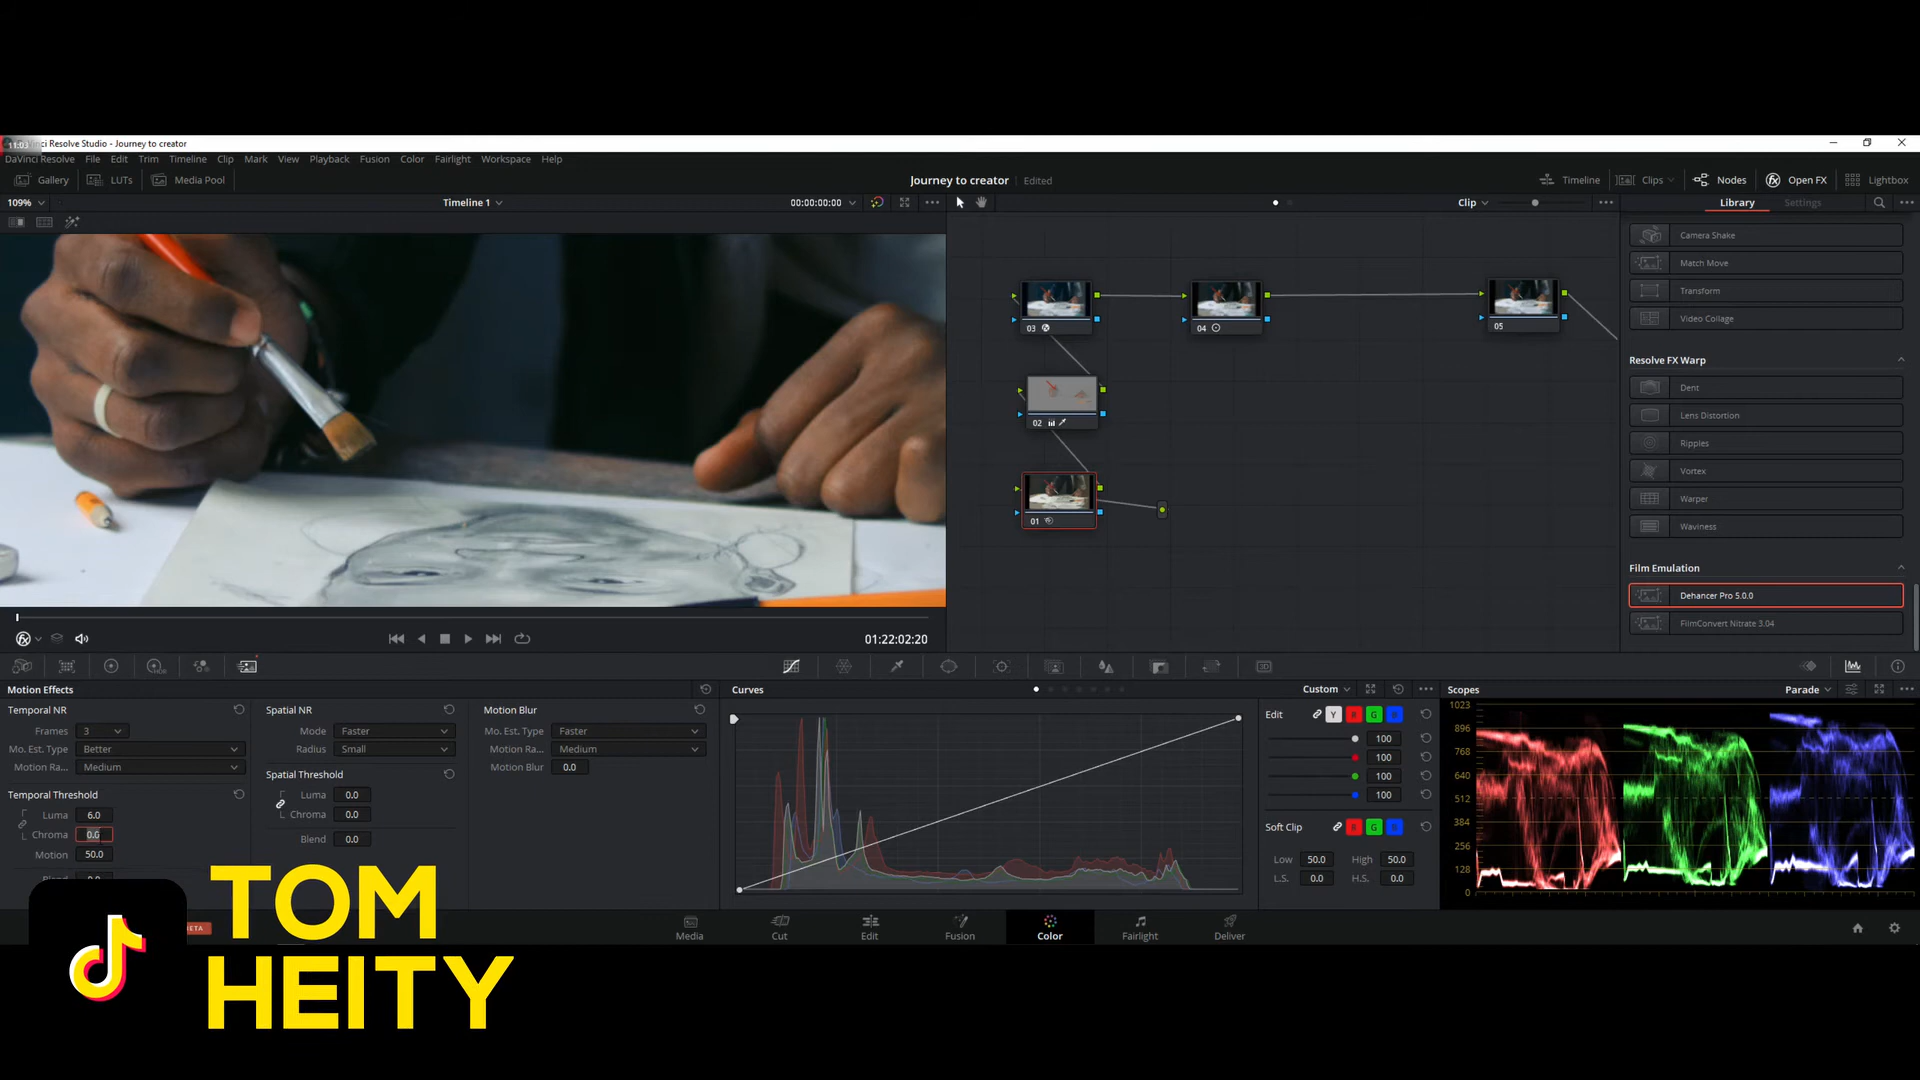 11:03
ci Resolve Studio - Journey to creator
DaVinci Resolve File Edit Trim Timeline Clip Mark View Playback Fusion Color Fairlight Workspace Help
Gallery LUTs Media Pool Journey to creator Edited Timeline Clips Nodes Open FX Lightbox
109% Timeline 1 00:00:00:00 Clip Library Settings
Camera Shake
Match Move
Transform
Video Collage
Resolve FX Warp
Dent
Lens Distortion
Ripples
Vortex
Warper
Waviness
Film Emulation
Dehancer Pro 5.0.0
FilmConvert Nitrate 3.04
03 04 05
02
01
01:22:02:20
Motion Effects
Temporal NR
Frames 3
Mo. Est. Type Better
Motion Ra... Medium
Temporal Threshold
Luma 6.0
Chroma 0.0
Motion 50.0
Spatial NR
Mode Faster
Radius Small
Spatial Threshold
Luma 0.0
Chroma 0.0
Blend 0.0
Motion Blur
Mo. Est. Type Faster
Motion Ra... Medium
Motion Blur 0.0
Curves Custom
Edit Y R G B
100
100
100
100
Soft Clip R G B
Low 50.0 High 50.0
L.S. 0.0 H.S. 0.0
Scopes Parade
1023
896
768
640
512
384
256
128
0
ETA
Media Cut Edit Fusion Color Fairlight Deliver
TOM
HEITY